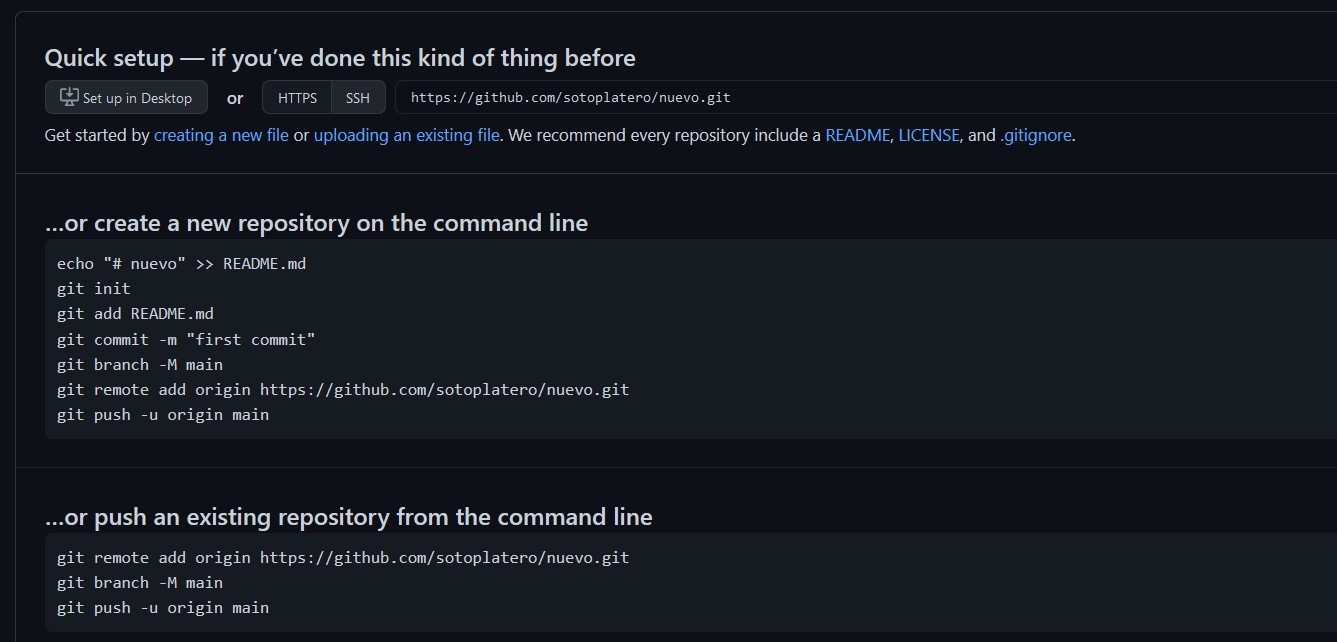 Quick setup — if you’ve done this kind of thing before
Set up in Desktop or HTTPS SSH https://github.com/sotoplatero/nuevo.git
Get started by creating a new file or uploading an existing file. We recommend every repository include a README, LICENSE, and .gitignore.
…or create a new repository on the command line
echo "# nuevo" >> README.md
git init
git add README.md
git commit -m "first commit"
git branch -M main
git remote add origin https://github.com/sotoplatero/nuevo.git
git push -u origin main
…or push an existing repository from the command line
git remote add origin https://github.com/sotoplatero/nuevo.git
git branch -M main
git push -u origin main